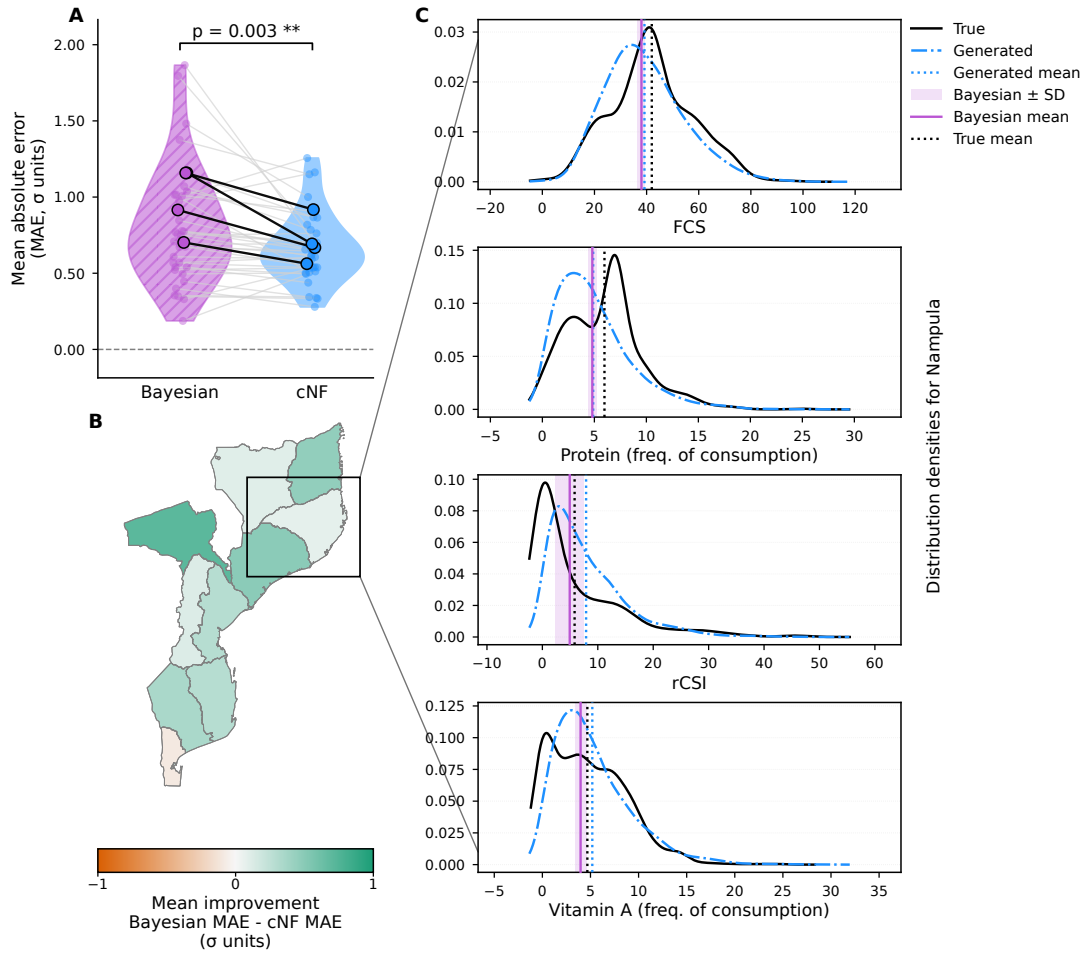 A
p = 0.003 **
2.00
1.50
1.00
0.50
0.00
Mean absolute error
(MAE, σ units)
Bayesian
cNF
B
−1
0
1
Mean improvement
Bayesian MAE - cNF MAE
(σ units)
C
0.03
0.02
0.01
0.00
−20
0
20
40
60
80
100
120
FCS
0.15
0.10
0.05
0.00
−5
0
5
10
15
20
25
30
Protein (freq. of consumption)
0.10
0.08
0.06
0.04
0.02
0.00
−10
0
10
20
30
40
50
60
rCSI
0.125
0.100
0.075
0.050
0.025
0.000
−5
0
5
10
15
20
25
30
35
Vitamin A (freq. of consumption)
True
Generated
Generated mean
Bayesian ± SD
Bayesian mean
True mean
Distribution densities for Nampula